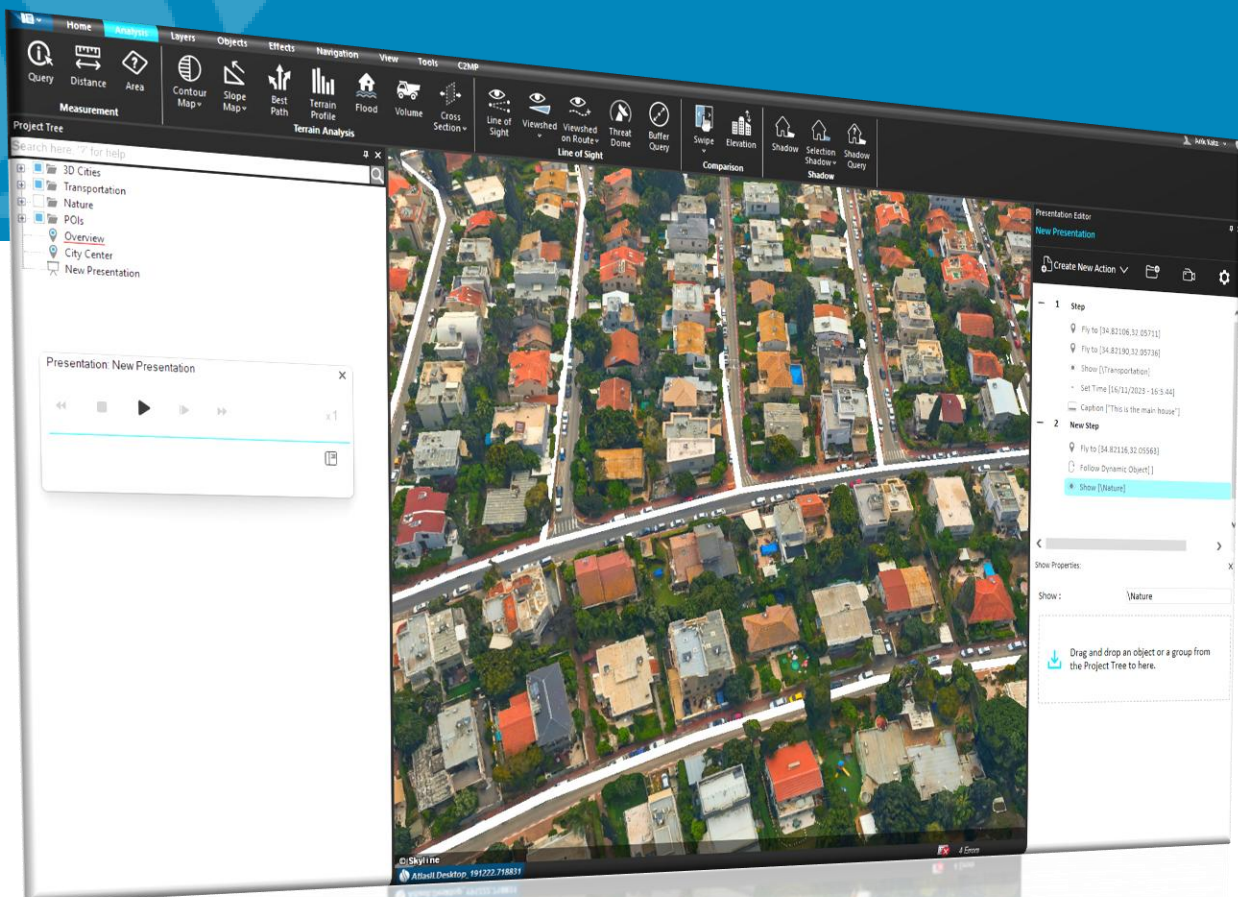 Home Analysis Layers Objects Effects Navigation View Tools C2MP
Query Distance Area
Measurement
Contour Map Slope Map Best Path Terrain Profile Flood Volume Cross Section
Terrain Analysis
Line of Sight Viewshed Viewshed on Route Threat Dome Buffer Query
Line of Sight
Swipe Elevation
Comparison
Shadow Selection Shadow Shadow Query
Shadow
Project Tree
Search here, '?' for help
3D Cities
Transportation
Nature
POIs
Overview
City Center
New Presentation
Presentation: New Presentation
x1
©Skyline
4 Errors
Presentation Editor
New Presentation
Create New Action
1 Step
Fly to [34.82106,32.05711]
Fly to [34.82190,32.05736]
Show [\Transportation]
Caption ["This is the main house"]
2 New Step
Fly to [34.82116,32.05563]
Follow Dynamic Object[]
Show [\Nature]
Show Properties:
Show : \Nature
Drag and drop an object or a group from
the Project Tree to here.